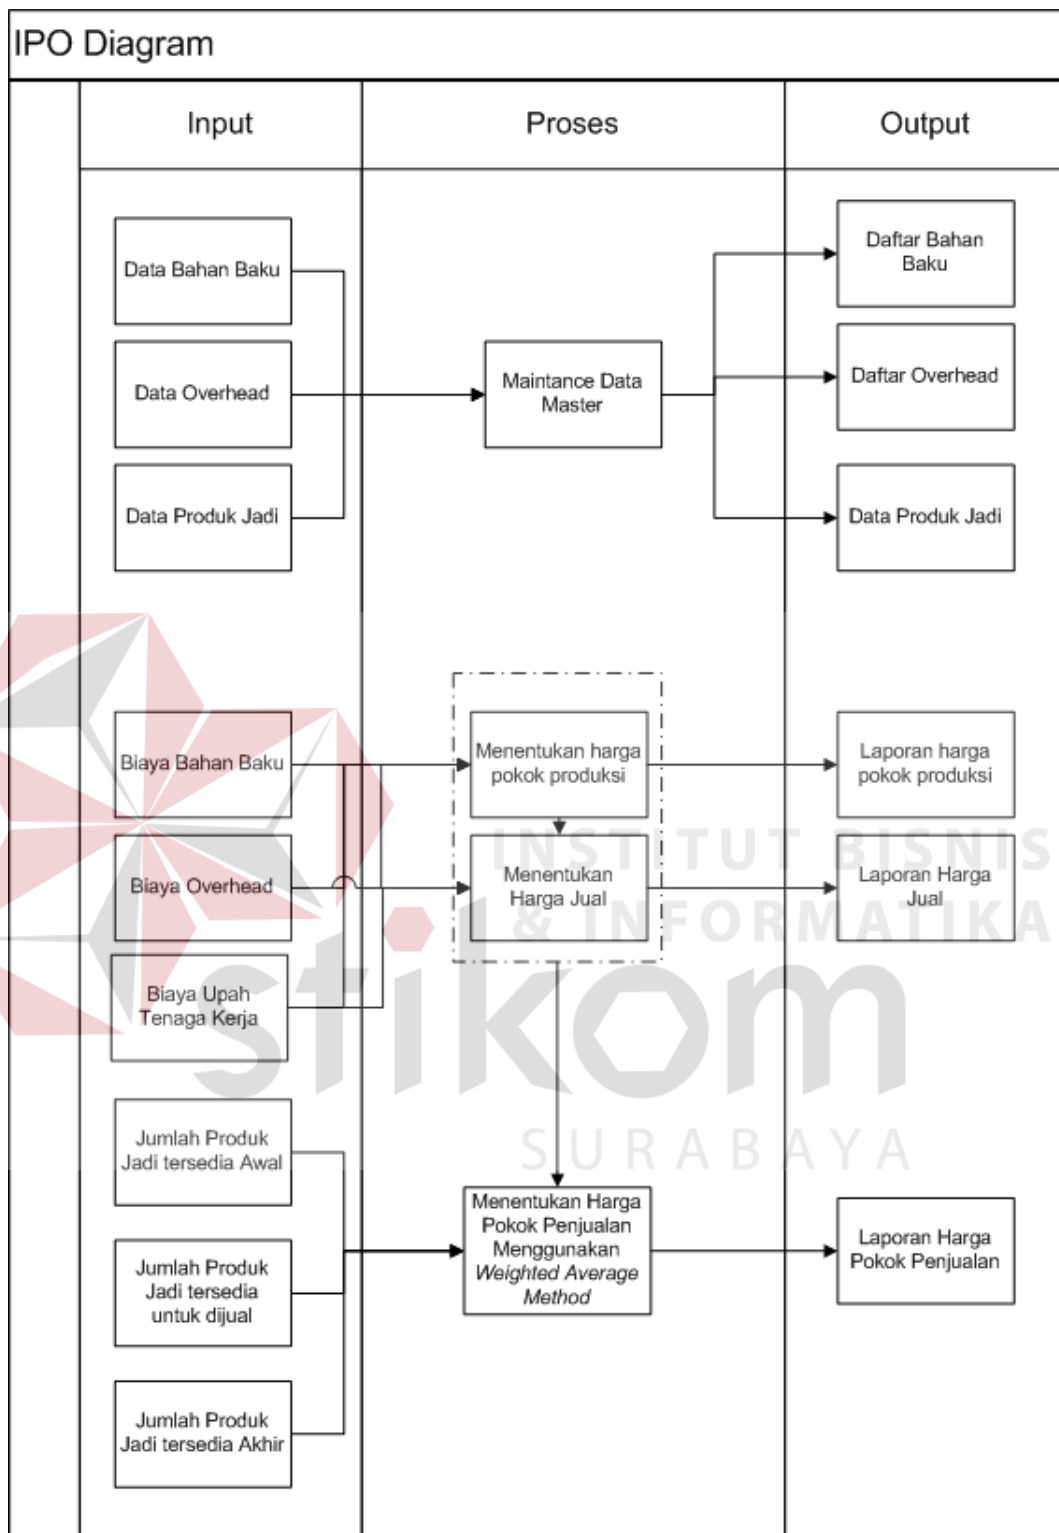 IPO Diagram
Input
Proses
Output
Data Bahan Baku
Data Overhead
Data Produk Jadi
Maintance Data
Master
Daftar Bahan
Baku
Daftar Overhead
Data Produk Jadi
Biaya Bahan Baku
Biaya Overhead
Biaya Upah
Tenaga Kerja
Menentukan harga
pokok produksi
Menentukan
Harga Jual
Laporan harga
pokok produksi
Laporan Harga
Jual
INSTITUT BISNIS
& INFORMATIKA
stikom
SURABAYA
Jumlah Produk
Jadi tersedia Awal
Jumlah Produk
Jadi tersedia
untuk dijual
Jumlah Produk
Jadi tersedia Akhir
Menentukan Harga
Pokok Penjualan
Menggunakan
Weighted Average
Method
Laporan Harga
Pokok Penjualan